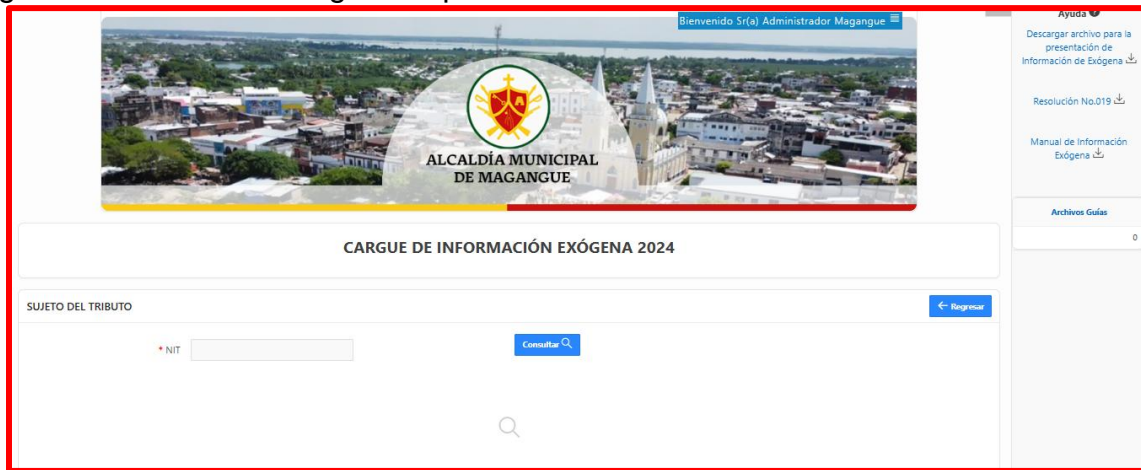 Bienvenido Sr(a) Administrador Magangue
ALCALDÍA MUNICIPAL
DE MAGANGUE
CARGUE DE INFORMACIÓN EXÓGENA 2024
SUJETO DEL TRIBUTO
Regresar
* NIT
Consultar
Ayuda
Descargar archivo para la
presentación de
Información de Exógena
Resolución No.019
Manual de Información
Exógena
Archivos Guías
0